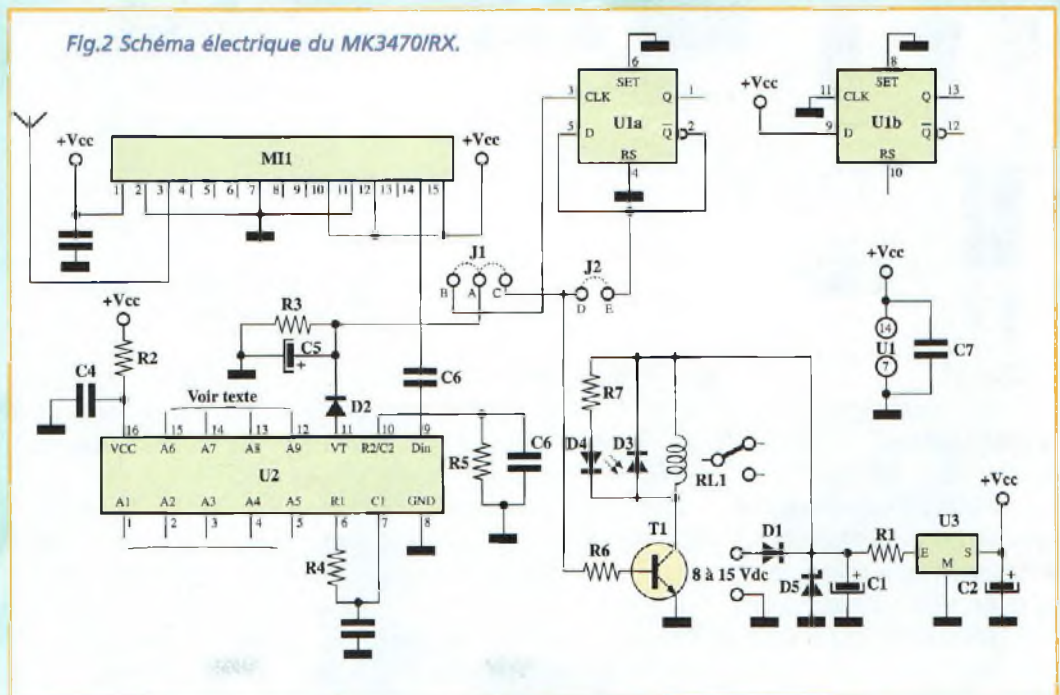 Fig.2 Schéma électrique du MK3470/RX.
6
SET
3 CLK Q 1
U1a
5 D Q 2
RS
4
8
SET
+Vcc
11 CLK Q 13
U1b
9 D Q 12
RS
10
+Vcc
+Vcc
MI1
1 2 3 4 5 6 7 8 9 10 11 12 13 14 15
J1
B A C
J2
D E
+Vcc
R3
R2
C5
+
C4
C6
Voir texte
D2
16 15 14 13 12 11 10 9
VCC A6 A7 A8 A9 VT R2/C2 Din
U2
A1 A2 A3 A4 A5 R1 C1 GND
1 2 3 4 5 6 7 8
R5
C6
R4
+Vcc
14
U1
7
C7
R7
D4
D3
RL1
T1
R6
8 à 15 Vdc
D1
D5
+
C1
R1
U3
E S
M
+Vcc
+
C2